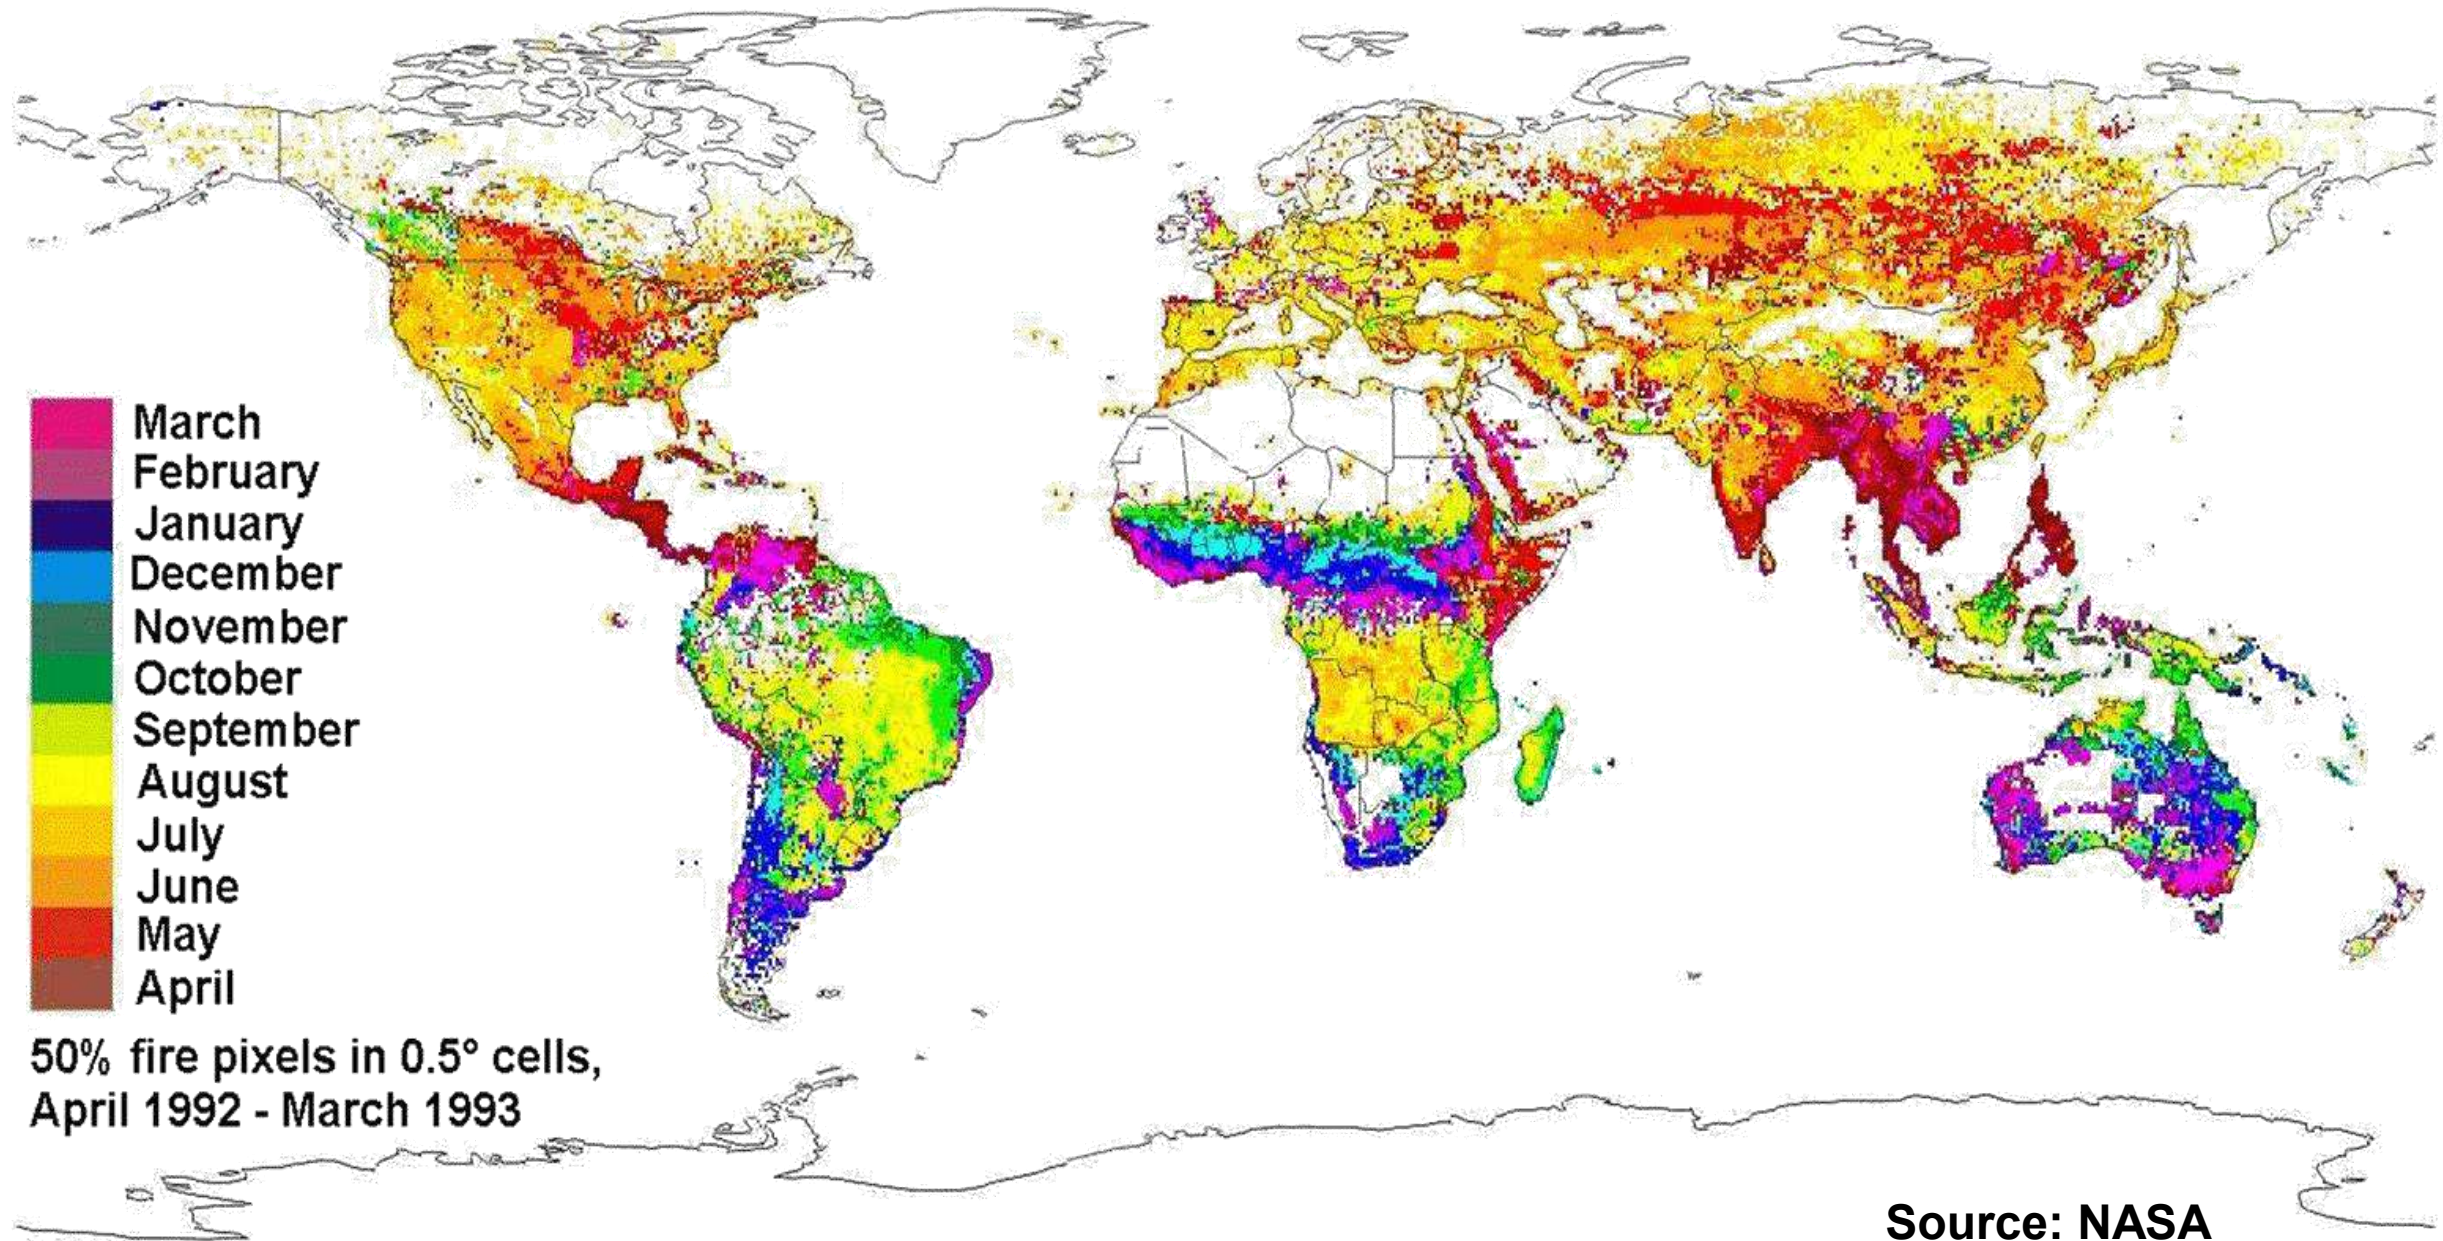 March
February
January
December
November
October
September
August
July
June
May
April
50% fire pixels in 0.5° cells,
April 1992 - March 1993
Source: NASA